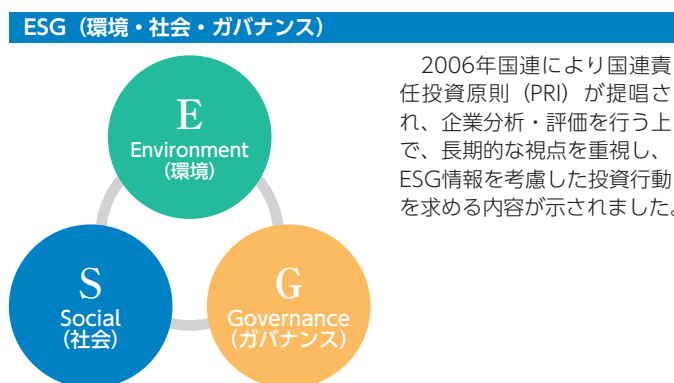 ESG（環境・社会・ガバナンス）
E
Environment
（環境）
S
Social
（社会）
G
Governance
（ガバナンス）
2006年国連により国連責
任投資原則（PRI）が提唱さ
れ、企業分析・評価を行う上
で、長期的な視点を重視し、
ESG情報を考慮した投資行動
を求める内容が示されました。